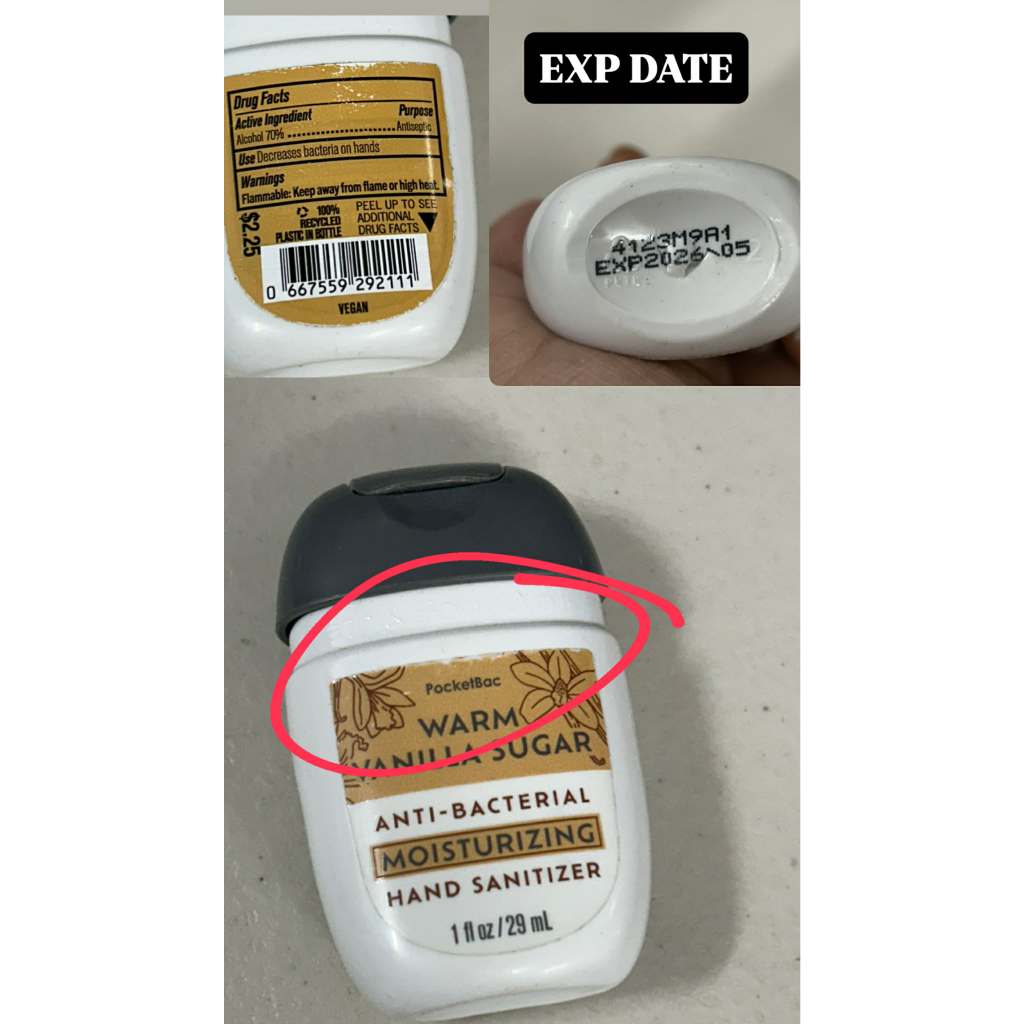 Drug Facts
Active Ingredient Purpose
Alcohol 70% Antiseptic
Use Decreases bacteria on hands
Warnings
Flammable: Keep away from flame or high heat.
$2.25
100%
RECYCLED
PLASTIC IN BOTTLE
PEEL UP TO SEE
ADDITIONAL
DRUG FACTS
0 667559 292111
VEGAN
EXP DATE
4123M9A1
EXP2026\05
PocketBac
WARM
VANILLA SUGAR
ANTI-BACTERIAL
MOISTURIZING
HAND SANITIZER
1 fl oz / 29 mL